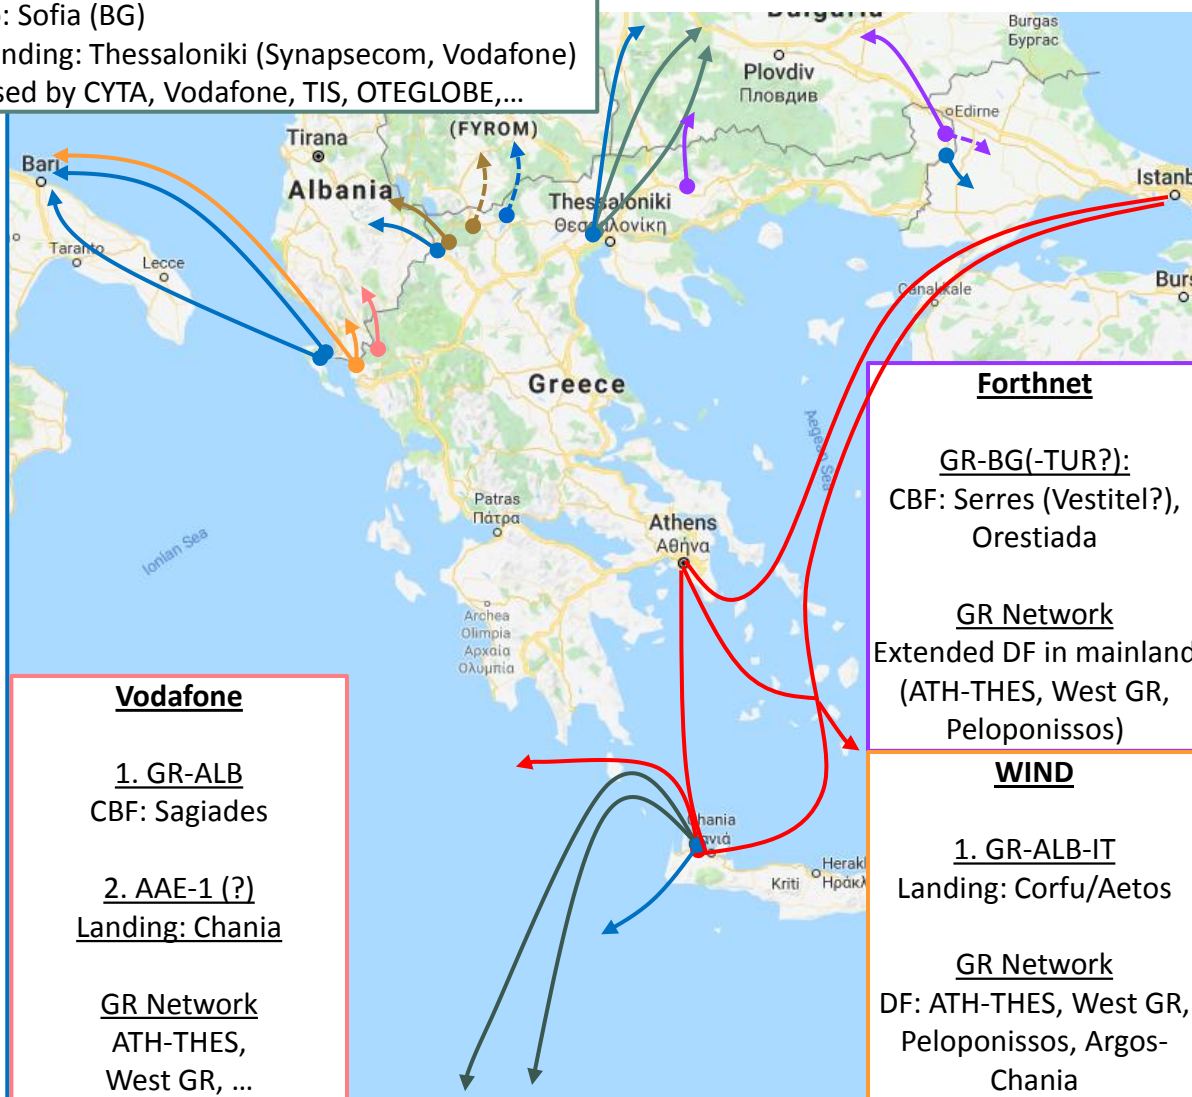 : Sofia (BG)
nding: Thessaloniki (Synapsecom, Vodafone)
sed by CYTA, Vodafone, TIS, OTEGLOBE,...
Bulgaria
Burgas
Бургас
Plovdiv
Пловдив
Edirne
Tirana
(FYROM)
Bari
Albania
Thessaloniki
Θεσσαλονίκη
Istanb
Taranto
Lecce
Çanakkale
Burs
Greece
Aegean Sea
Patras
Πάτρα
Athens
Αθήνα
Ionian Sea
Archea
Olimpia
Αρχαία
Ολυμπία
Chania
ανιά
Herakl
Ηράκλ
Kriti
Forthnet
GR-BG(-TUR?):
CBF: Serres (Vestitel?),
Orestiada
GR Network
Extended DF in mainland
(ATH-THES, West GR,
Peloponissos)
Vodafone
1. GR-ALB
CBF: Sagiades
2. AAE-1 (?)
Landing: Chania
GR Network
ATH-THES,
West GR, ...
WIND
1. GR-ALB-IT
Landing: Corfu/Aetos
GR Network
DF: ATH-THES, West GR,
Peloponissos, Argos-
Chania